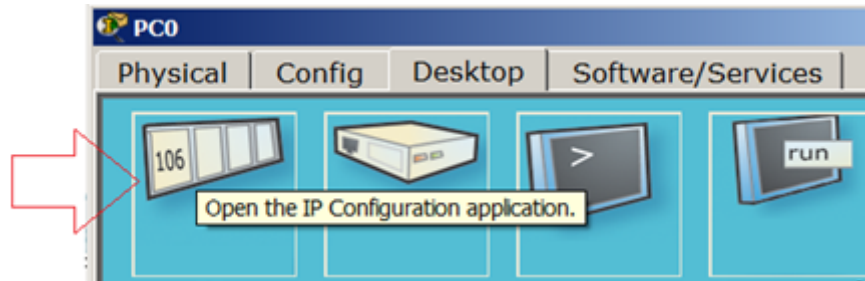 PC0
Physical Config Desktop Software/Services
106 > run
Open the IP Configuration application.